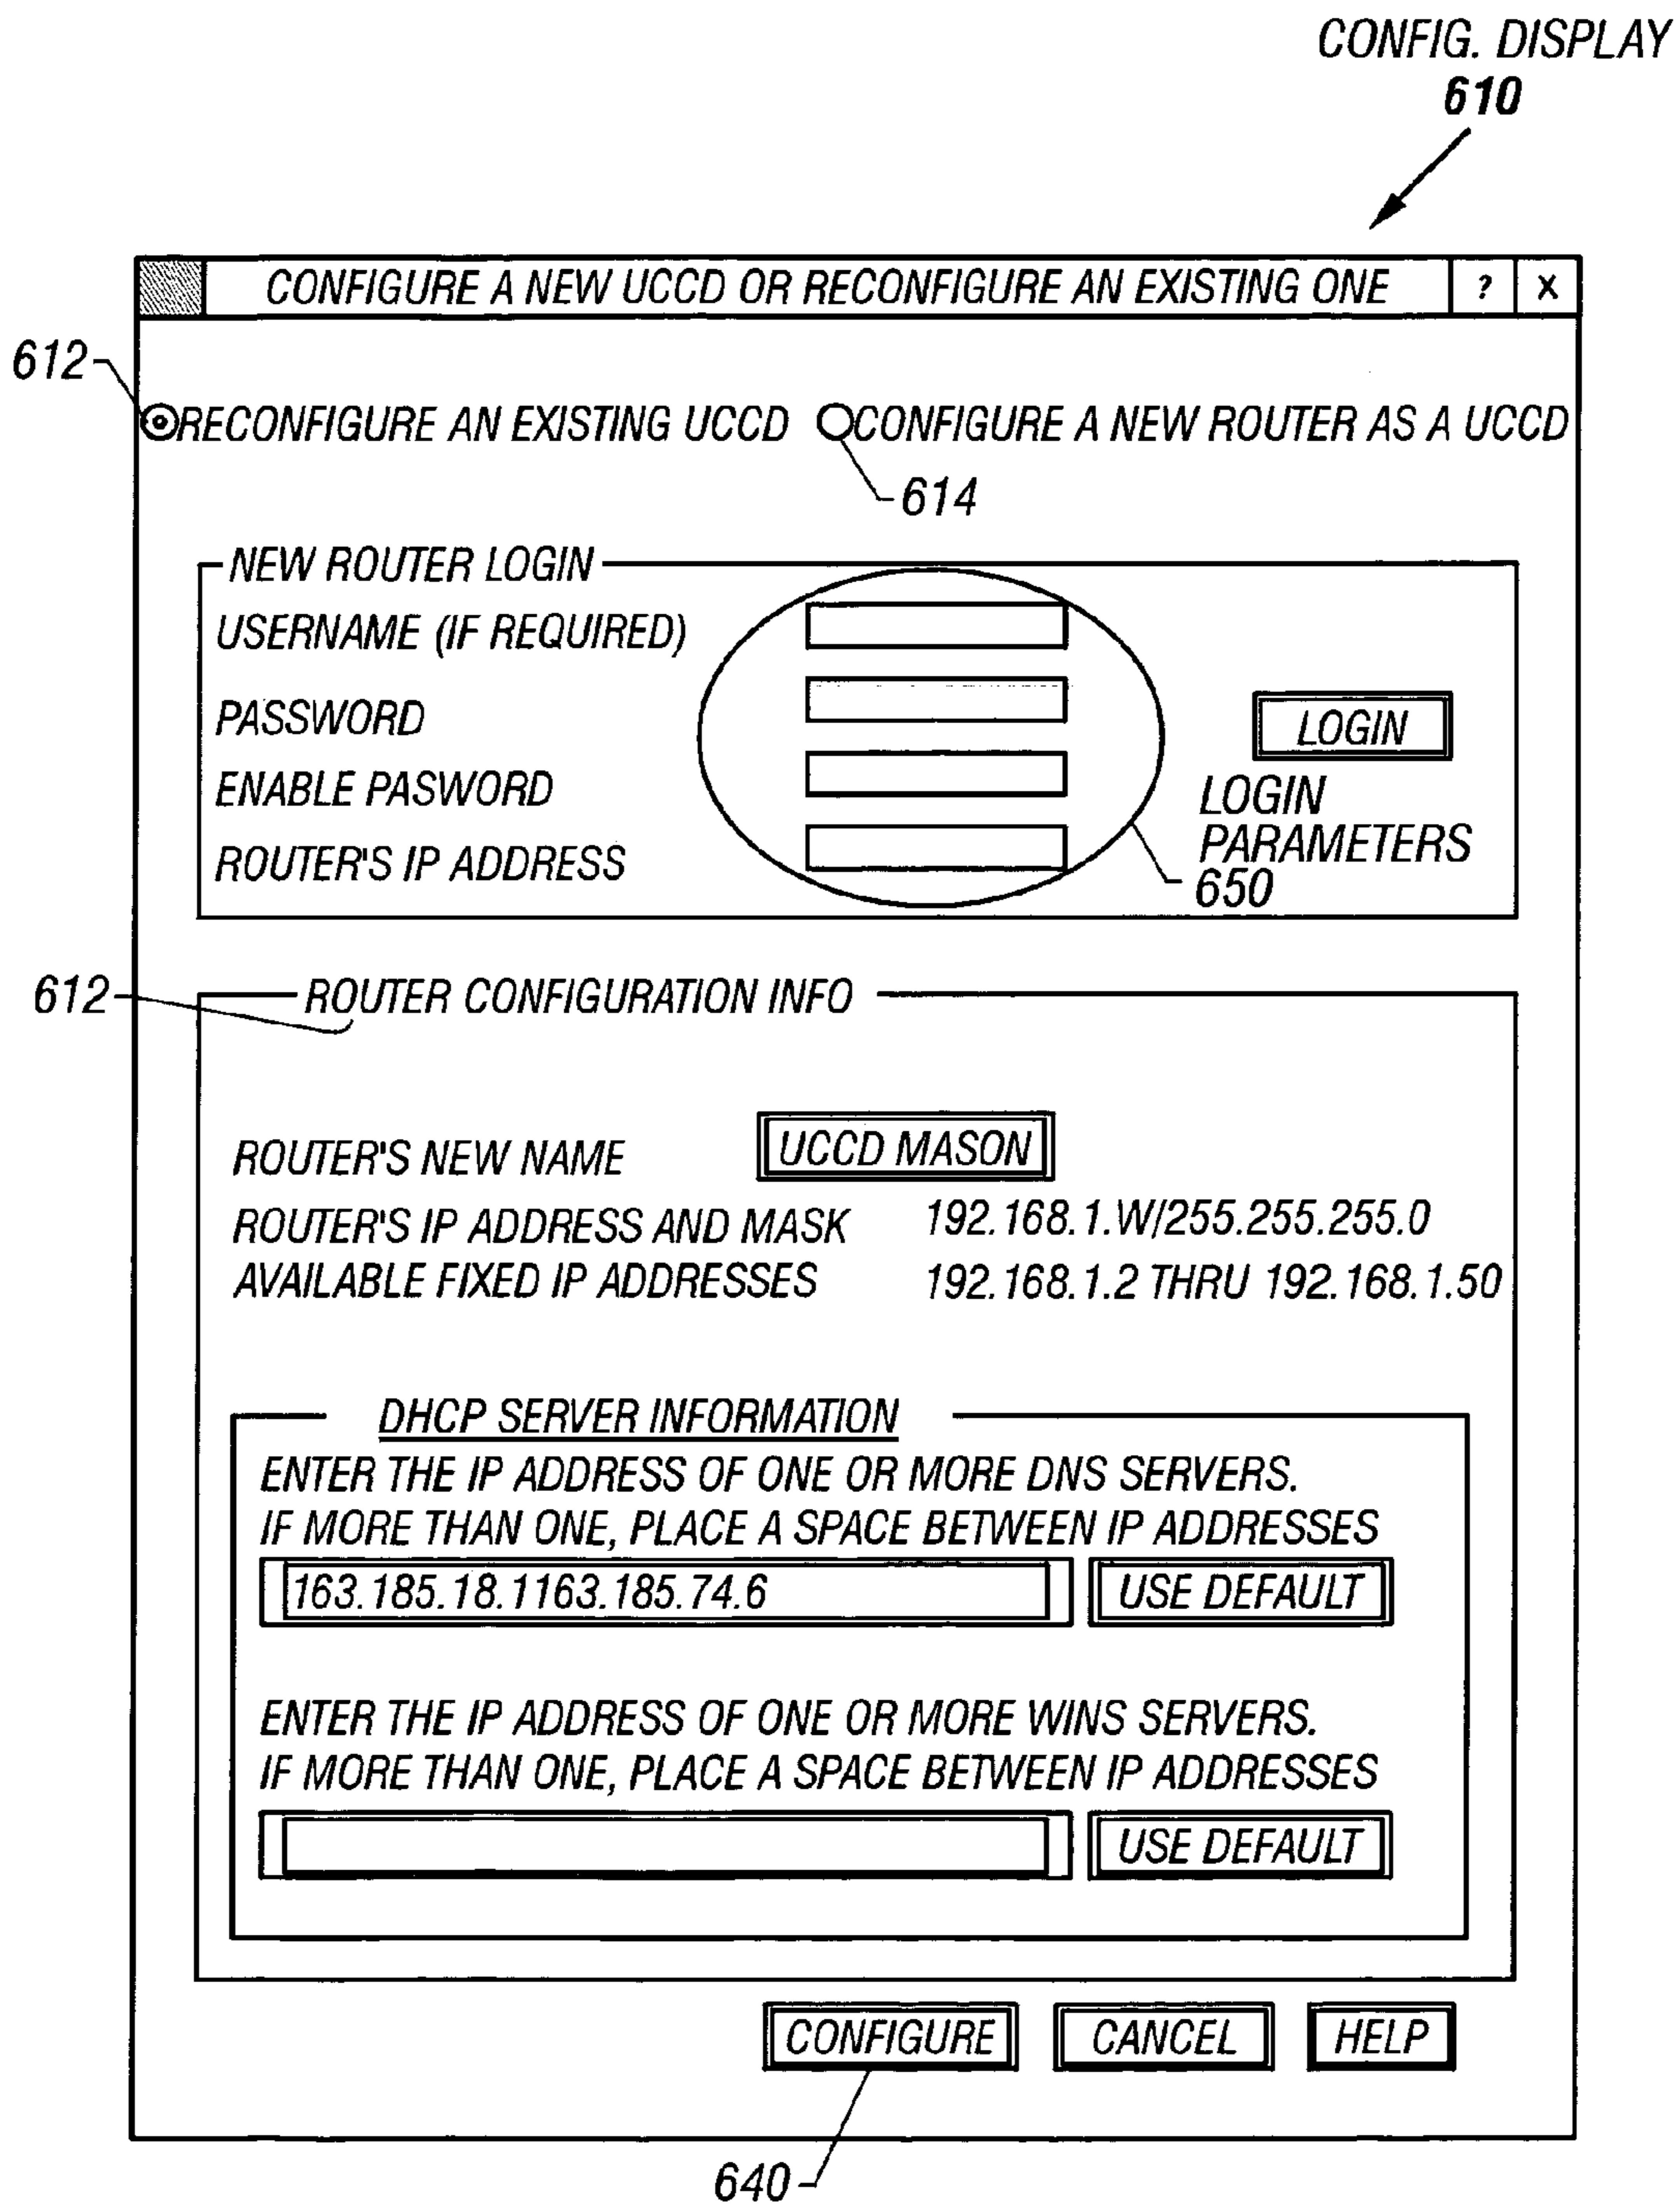 CONFIG. DISPLAY
610
CONFIGURE A NEW UCCD OR RECONFIGURE AN EXISTING ONE ? X
612
RECONFIGURE AN EXISTING UCCD CONFIGURE A NEW ROUTER AS A UCCD
614
NEW ROUTER LOGIN
USERNAME (IF REQUIRED)
PASSWORD
LOGIN
ENABLE PASWORD
LOGIN
PARAMETERS
ROUTER'S IP ADDRESS
650
612
ROUTER CONFIGURATION INFO
ROUTER'S NEW NAME UCCD MASON
ROUTER'S IP ADDRESS AND MASK 192.168.1.W/255.255.255.0
AVAILABLE FIXED IP ADDRESSES 192.168.1.2 THRU 192.168.1.50
DHCP SERVER INFORMATION
ENTER THE IP ADDRESS OF ONE OR MORE DNS SERVERS.
IF MORE THAN ONE, PLACE A SPACE BETWEEN IP ADDRESSES
163.185.18.1163.185.74.6 USE DEFAULT
ENTER THE IP ADDRESS OF ONE OR MORE WINS SERVERS.
IF MORE THAN ONE, PLACE A SPACE BETWEEN IP ADDRESSES
USE DEFAULT
CONFIGURE CANCEL HELP
640